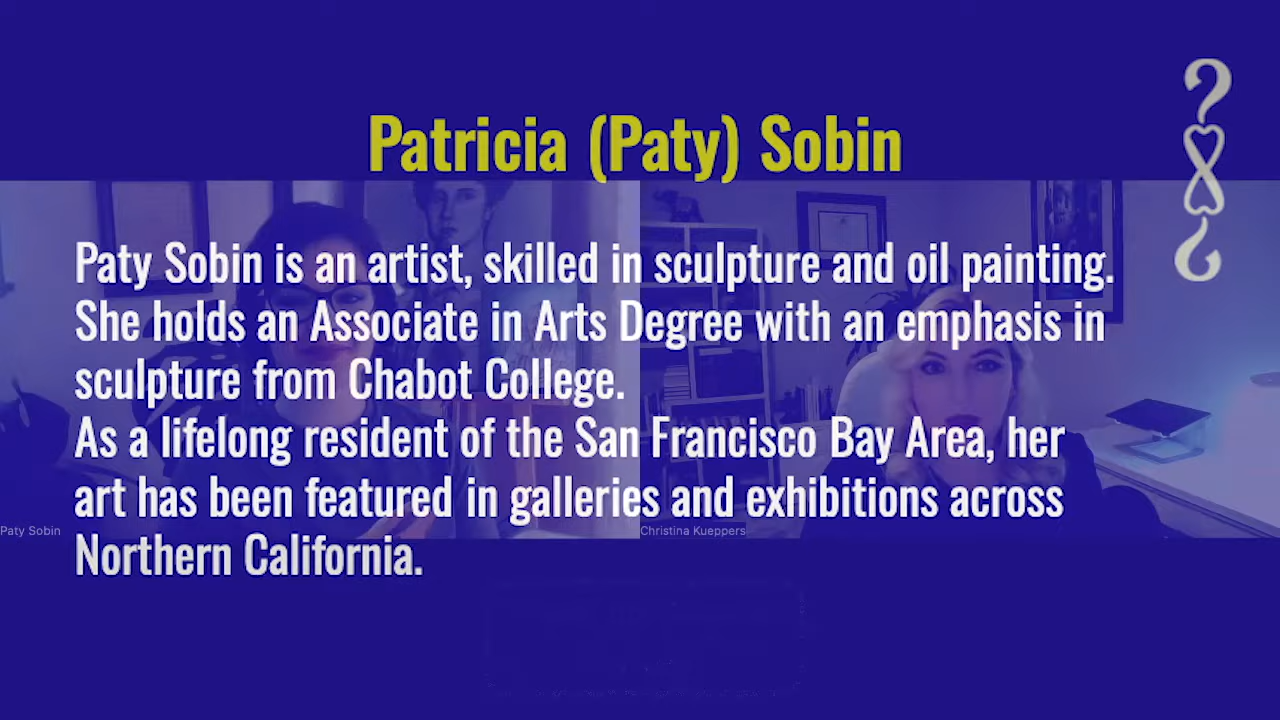 Patricia (Paty) Sobin
Paty Sobin is an artist, skilled in sculpture and oil painting.
She holds an Associate in Arts Degree with an emphasis in
sculpture from Chabot College.
As a lifelong resident of the San Francisco Bay Area, her
art has been featured in galleries and exhibitions across
Northern California.
Paty Sobin
Christina Kueppers